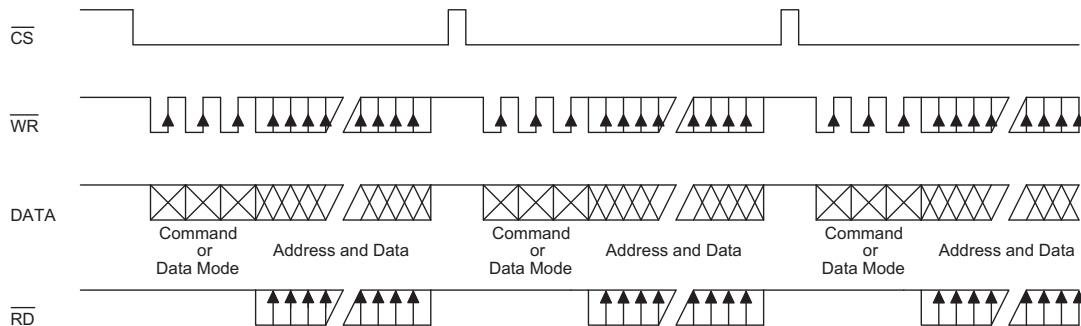 CS
WR
DATA
Command
or
Data Mode
Address and Data
Command
or
Data Mode
Address and Data
Command
or
Data Mode
Address and Data
RD